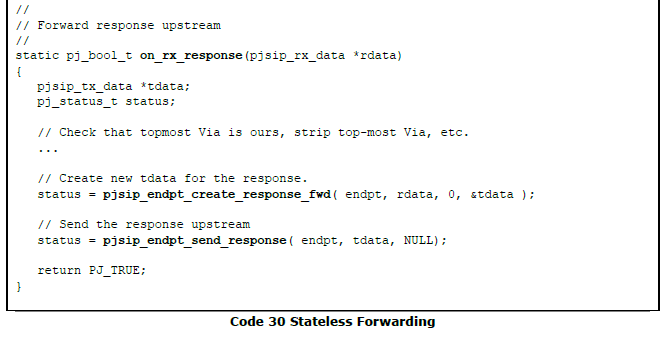 //
// Forward response upstream
//
static pj_bool_t on_rx_response(pjsip_rx_data *rdata)
{
pjsip_tx_data *tdata;
pj_status_t status;
// Check that topmost Via is ours, strip top-most Via, etc.
...
// Create new tdata for the response.
status = pjsip_endpt_create_response_fwd( endpt, rdata, 0, &tdata );
// Send the response upstream
status = pjsip_endpt_send_response( endpt, tdata, NULL);
return PJ_TRUE;
}
Code 30 Stateless Forwarding